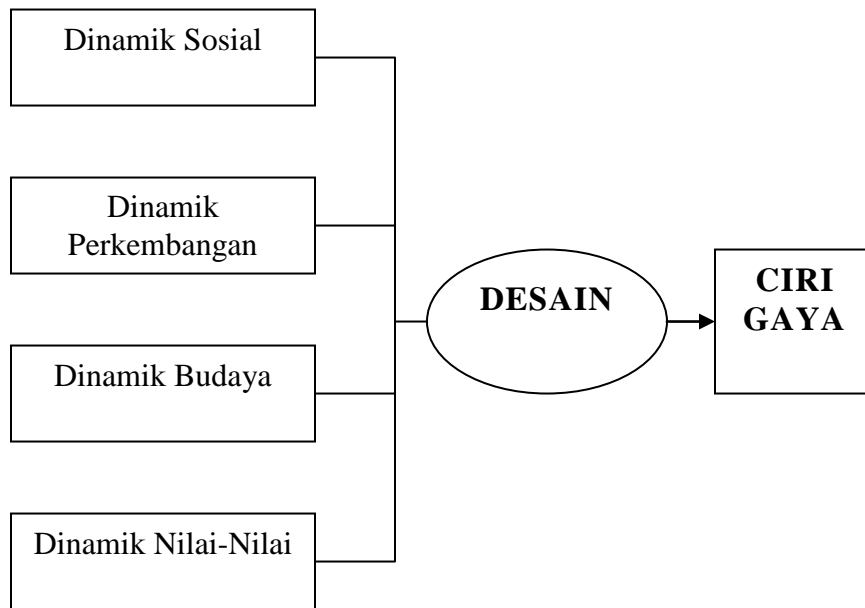 Dinamik Sosial
Dinamik
Perkembangan
Dinamik Budaya
Dinamik Nilai-Nilai
DESAIN
CIRI
GAYA